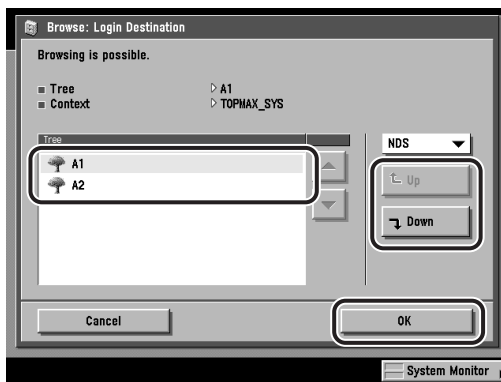 Browse: Login Destination
Browsing is possible.
Tree A1
Context TOPMAX_SYS
Tree
NDS
A1
Up
A2
Down
Cancel
OK
System Monitor